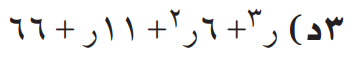 ٣د) ر٣ + ٦ر٢ + ١١ر + ٦٦